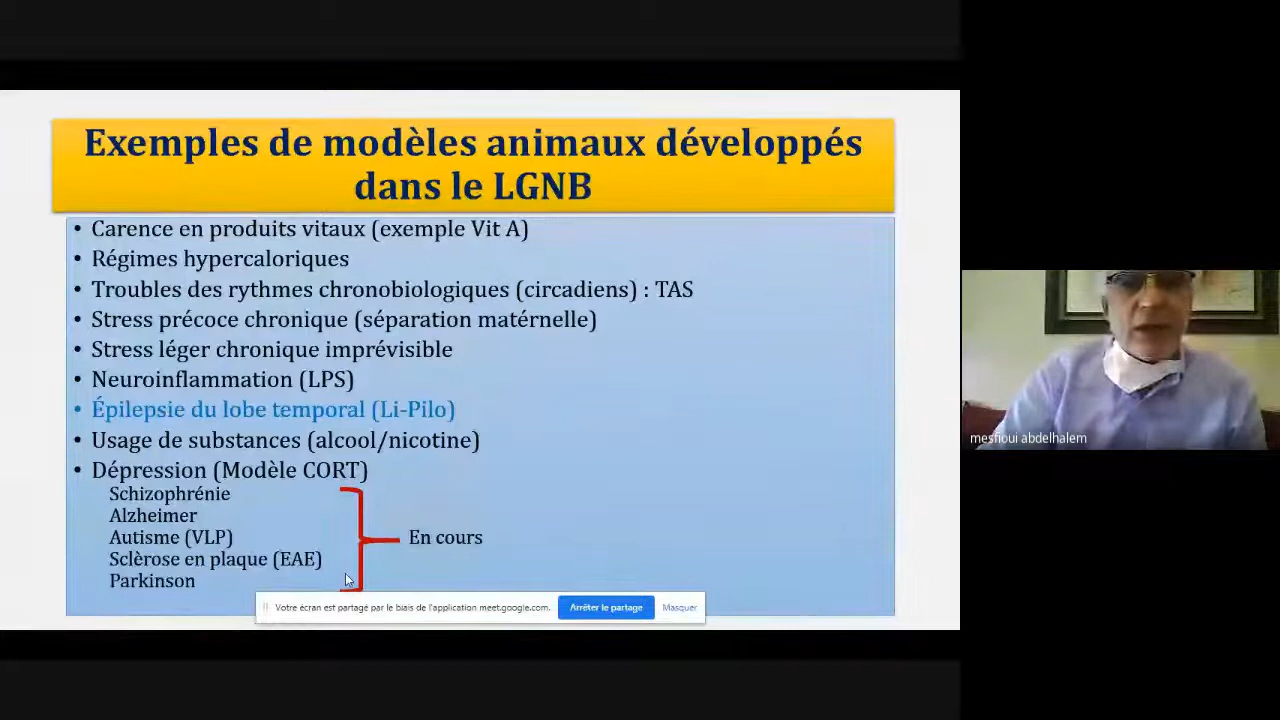 Exemples de modèles animaux développés
dans le LGNB
• Carence en produits vitaux (exemple Vit A)
• Régimes hypercaloriques
• Troubles des rythmes chronobiologiques (circadiens) : TAS
• Stress précoce chronique (séparation matérnelle)
• Stress léger chronique imprévisible
• Neuroinflammation (LPS)
• Épilepsie du lobe temporal (Li-Pilo)
• Usage de substances (alcool/nicotine)
• Dépression (Modèle CORT)
Schizophrénie
Alzheimer
Autisme (VLP)
En cours
Sclèrose en plaque (EAE)
Parkinson
Votre écran est partagé par le biais de l'application meet.google.com.
Arrêter le partage
Masquer
mesfioui abdelhalem